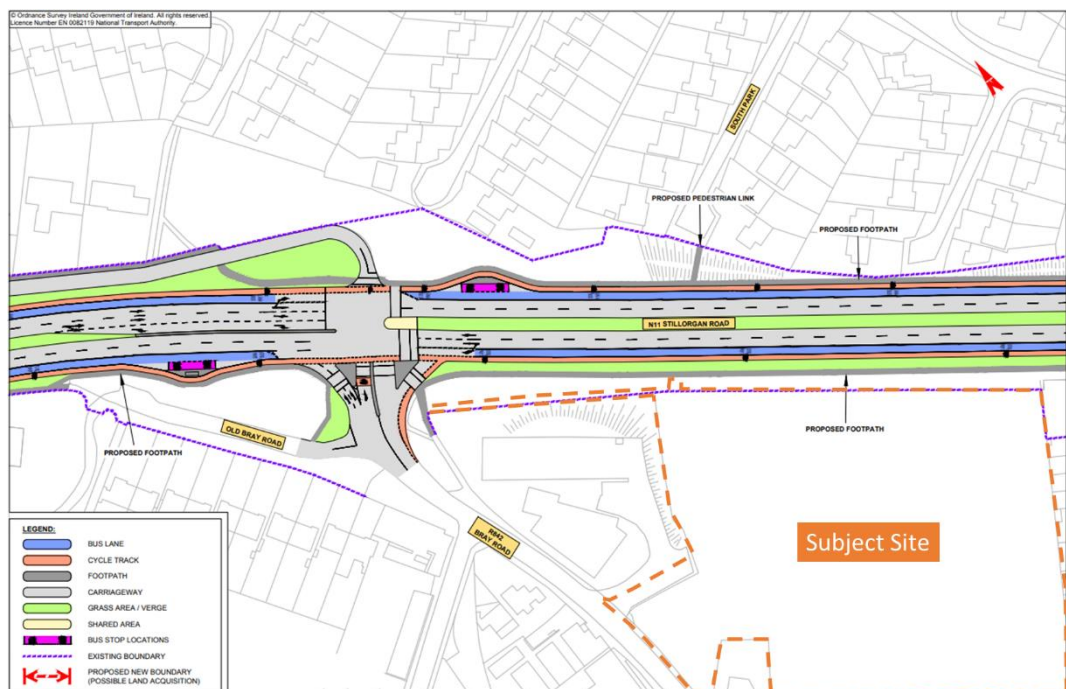 © Ordnance Survey Ireland Government of Ireland. All rights reserved.
Licence Number EN 0082119 National Transport Authority.
SOUTH PARK
PROPOSED PEDESTRIAN LINK
PROPOSED FOOTPATH
N11 STILLORGAN ROAD
OLD BRAY ROAD
PROPOSED FOOTPATH
PROPOSED FOOTPATH
R842
BRAY ROAD
Subject Site
LEGEND:
BUS LANE
CYCLE TRACK
FOOTPATH
CARRIAGEWAY
GRASS AREA / VERGE
SHARED AREA
BUS STOP LOCATIONS
EXISTING BOUNDARY
PROPOSED NEW BOUNDARY
(POSSIBLE LAND ACQUISITION)